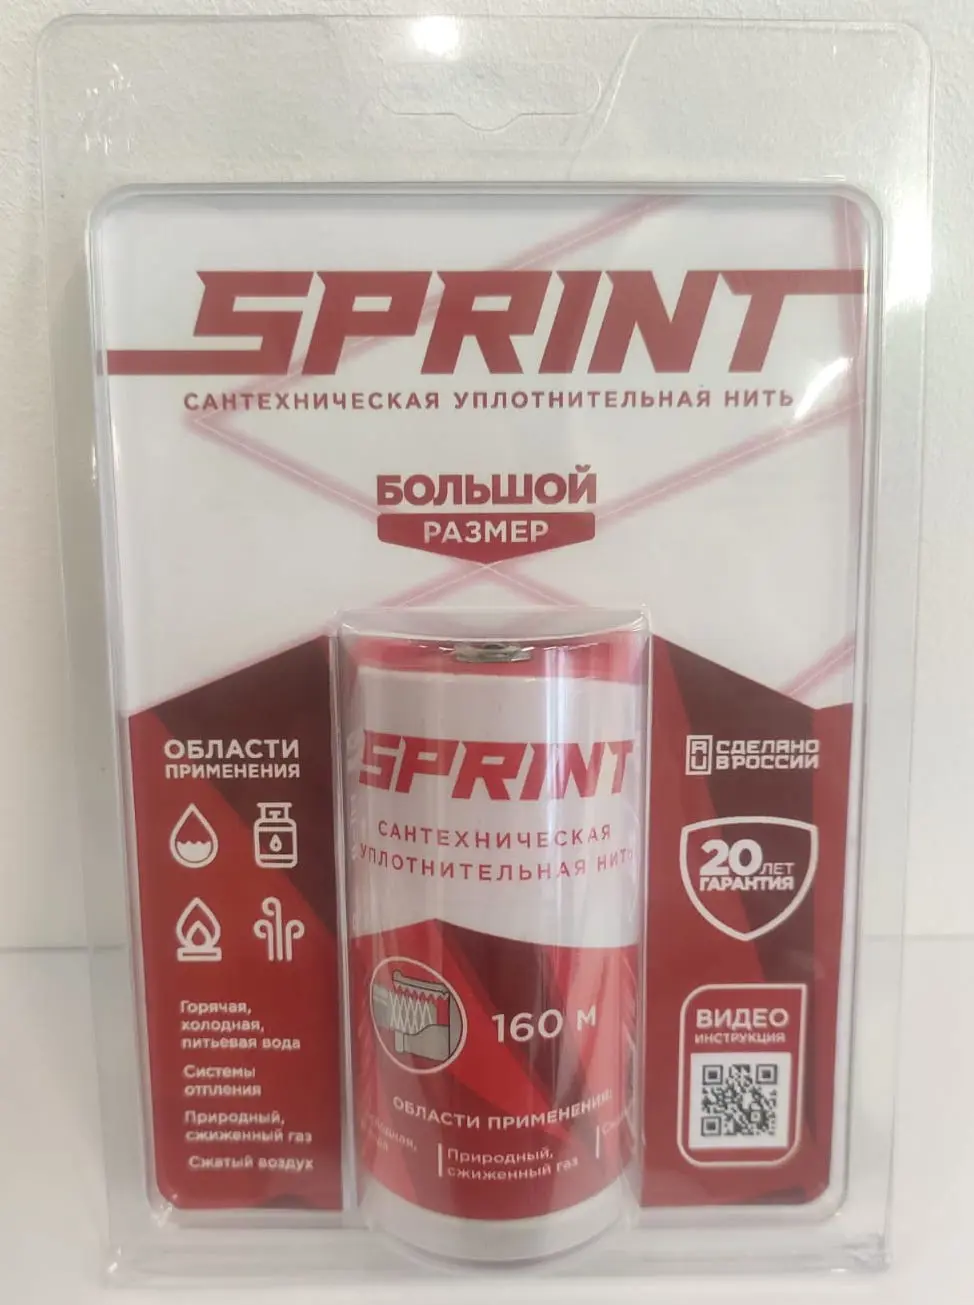 SPRINT
САНТЕХНИЧЕСКАЯ УПЛОТНИТЕЛЬНАЯ НИТЬ
БОЛЬШОЙ
РАЗМЕР
ОБЛАСТИ
ПРИМЕНЕНИЯ
Горячая,
холодная,
питьевая вода
Системы
отпления
Природный,
сжиженный газ
Сжатый воздух
SPRINT
САНТЕХНИЧЕСКАЯ
УПЛОТНИТЕЛЬНАЯ НИТЬ
160 М
ОБЛАСТИ ПРИМЕНЕНИЯ:
Природный,
сжиженный газ
RU
СДЕЛАНО
В РОССИИ
20 ЛЕТ
ГАРАНТИЯ
ВИДЕО
ИНСТРУКЦИЯ